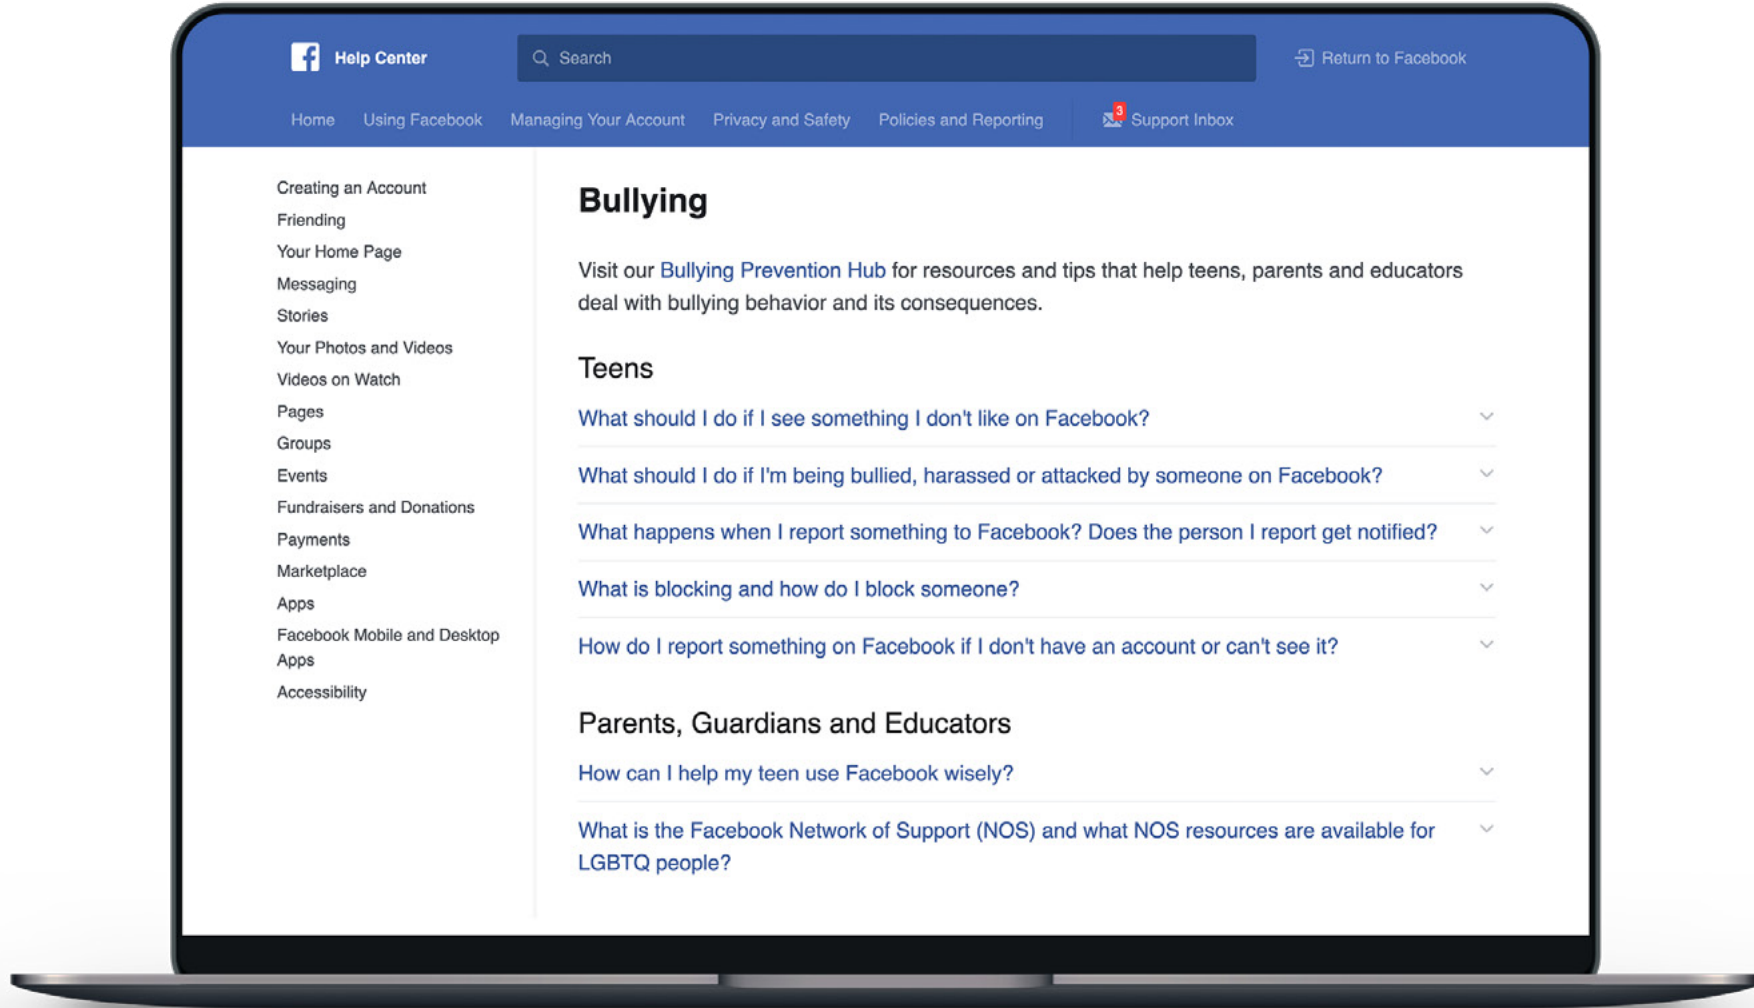 Help Center
Search
Return to Facebook
Home
Using Facebook
Managing Your Account
Privacy and Safety
Policies and Reporting
3
Support Inbox
Creating an Account
Friending
Your Home Page
Messaging
Stories
Your Photos and Videos
Videos on Watch
Pages
Groups
Events
Fundraisers and Donations
Payments
Marketplace
Apps
Facebook Mobile and Desktop
Apps
Accessibility
Bullying
Visit our Bullying Prevention Hub for resources and tips that help teens, parents and educators
deal with bullying behavior and its consequences.
Teens
What should I do if I see something I don't like on Facebook?
What should I do if I'm being bullied, harassed or attacked by someone on Facebook?
What happens when I report something to Facebook? Does the person I report get notified?
What is blocking and how do I block someone?
How do I report something on Facebook if I don't have an account or can't see it?
Parents, Guardians and Educators
How can I help my teen use Facebook wisely?
What is the Facebook Network of Support (NOS) and what NOS resources are available for
LGBTQ people?